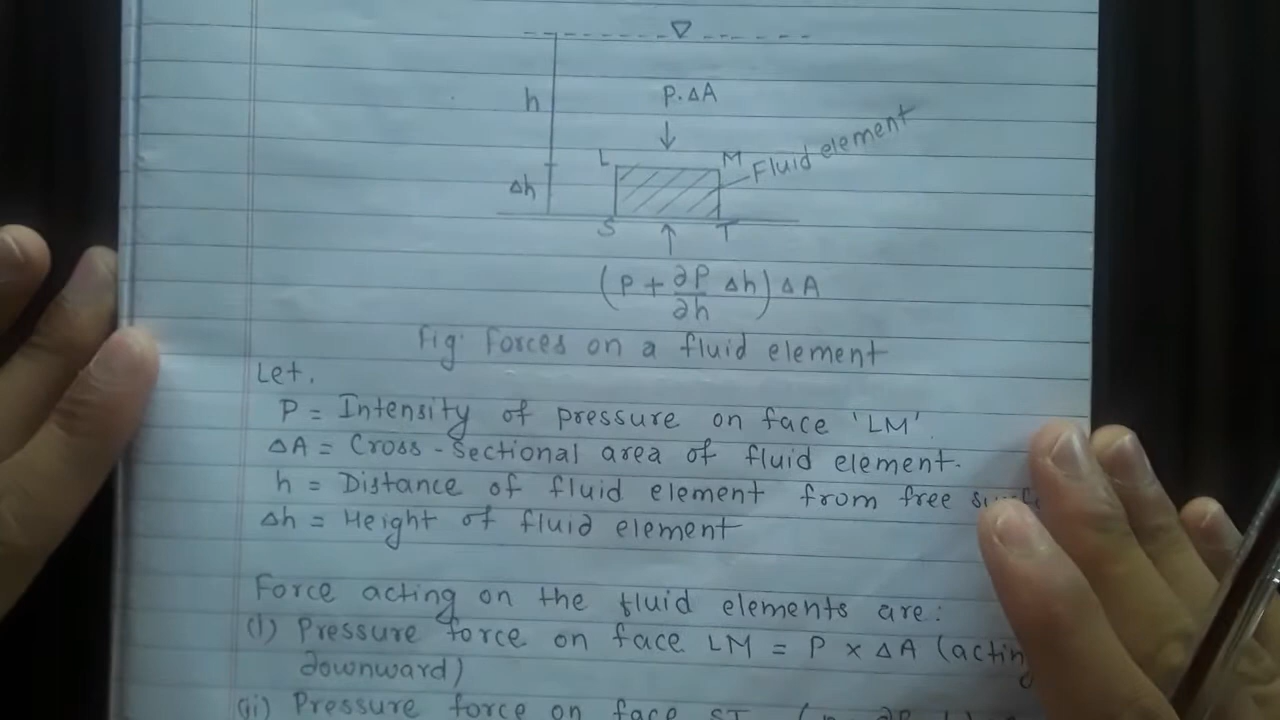 h
P.ΔA
L
M
Fluid element
Δh
S
T
(P + ∂P/∂h Δh) ΔA
Fig: Forces on a fluid element
Let,
P = Intensity of pressure on face 'LM'.
ΔA = Cross-Sectional area of fluid element.
h = Distance of fluid element from free
Δh = Height of fluid element
Force acting on the fluid elements are:
(i) Pressure force on face LM = P × ΔA (acting
downward)
(ii) Pressure force on face ST